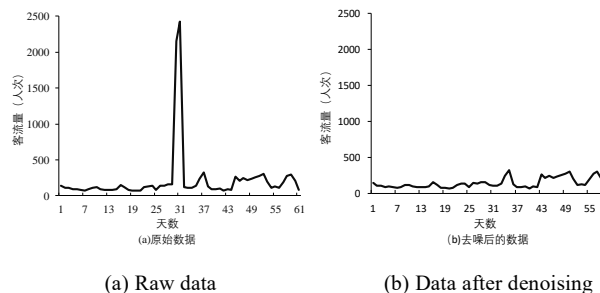 2500
2000
1500
1000
500
0
客流量（人次）
1 7 13 19 25 31 37 43 49 55 61
天数
(a)原始数据
(a) Raw data
2500
2000
1500
1000
500
0
客流量（人次）
1 7 13 19 25 31 37 43 49 55
天数
(b)去噪后的数据
(b) Data after denoising